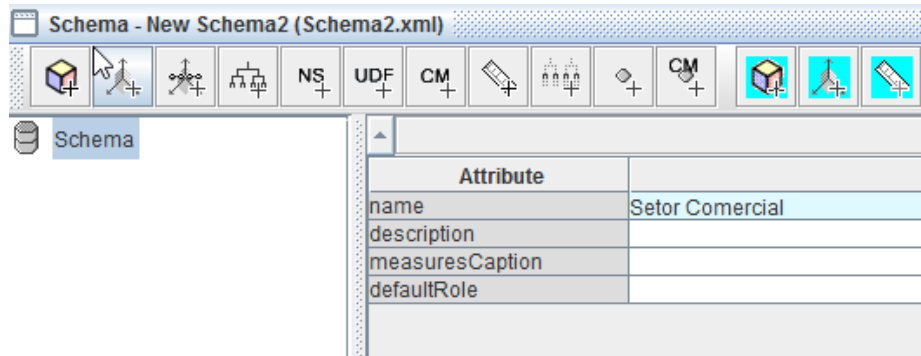 Schema - New Schema2 (Schema2.xml)
NS UDF CM CM
Schema
Attribute
name Setor Comercial
description
measuresCaption
defaultRole